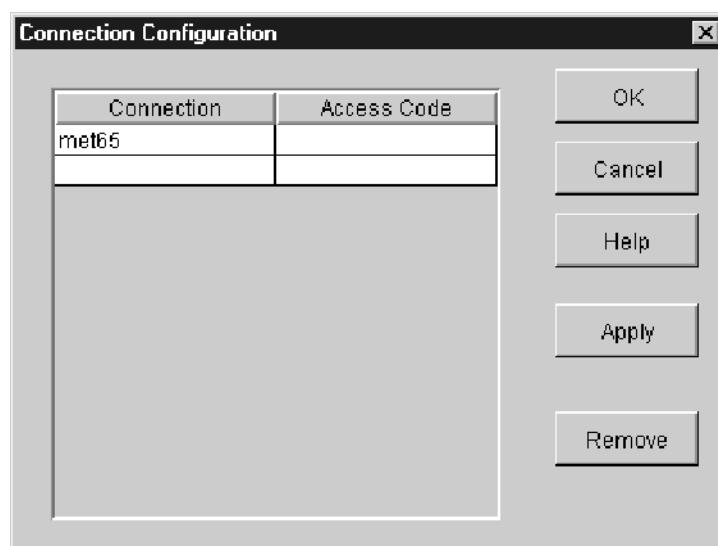 Connection Configuration
Connection Access Code
met65
OK
Cancel
Help
Apply
Remove